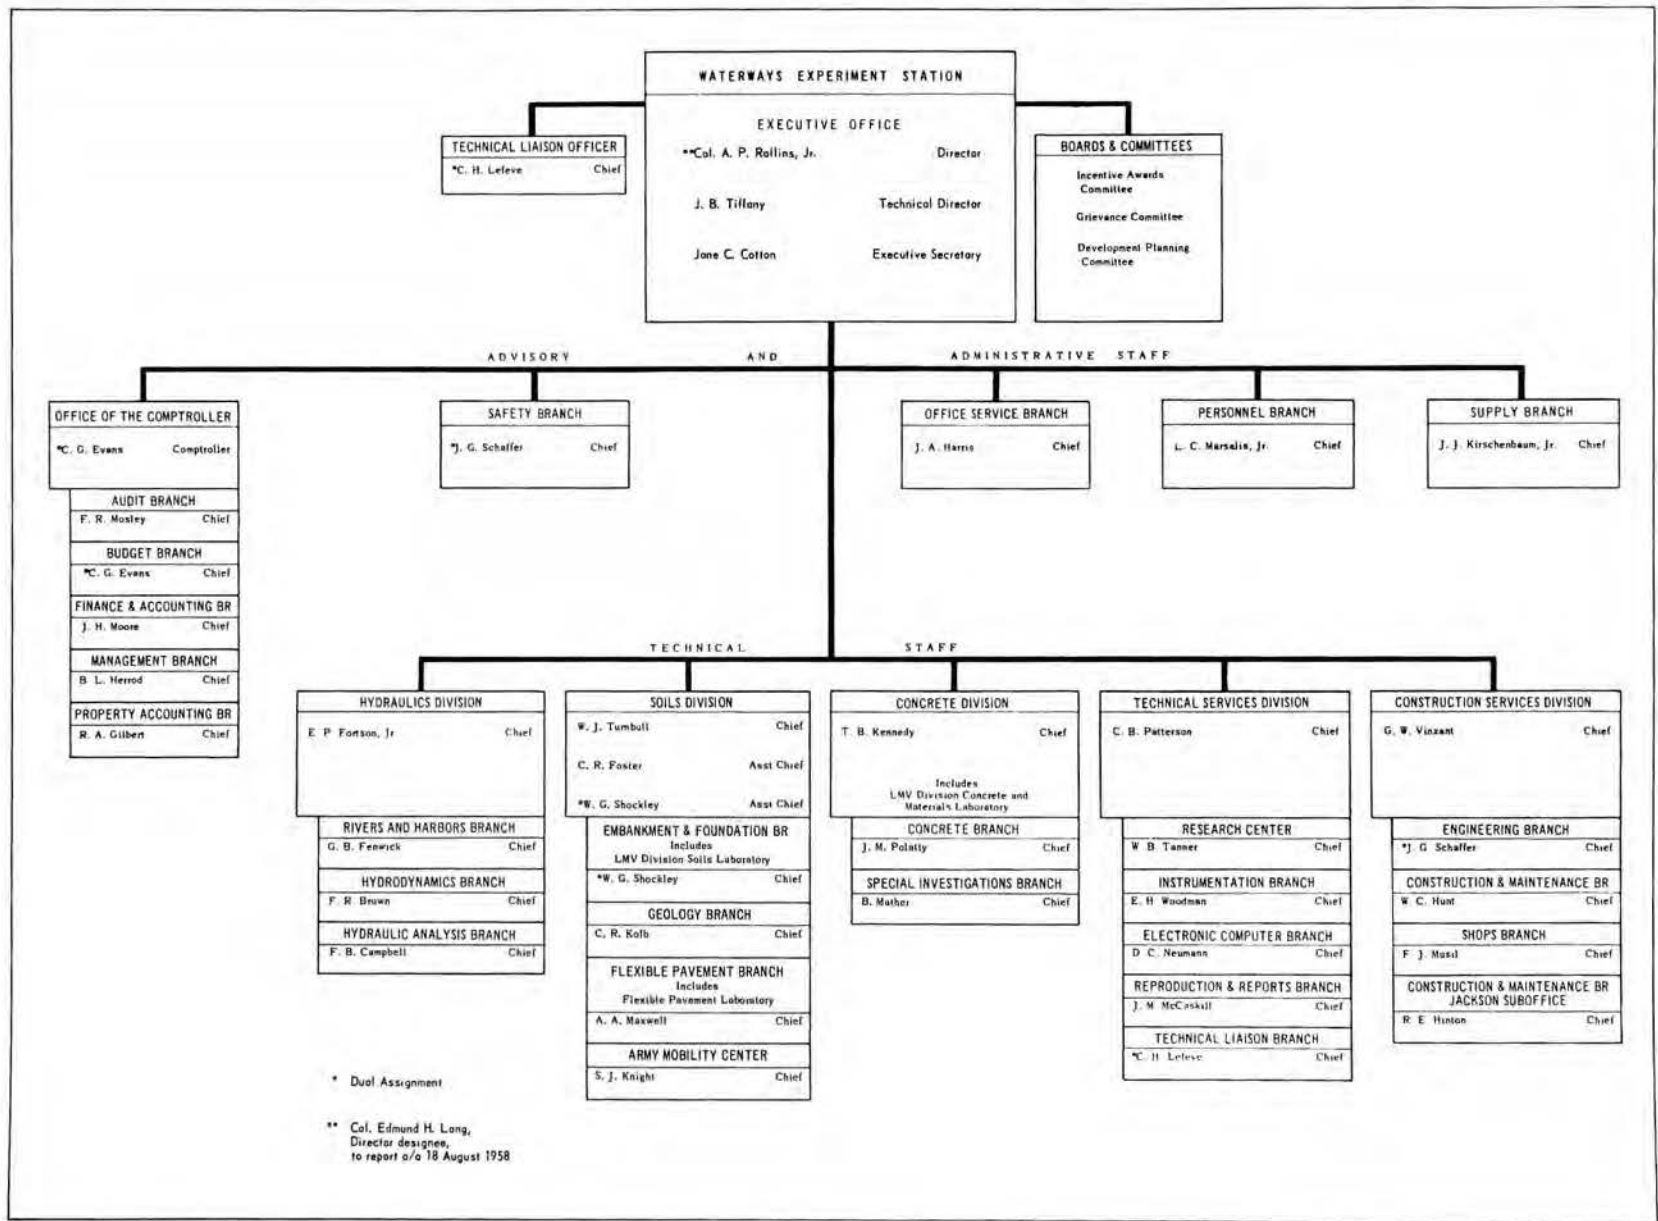 WATERWAYS EXPERIMENT STATION
EXECUTIVE OFFICE
**Col. A. P. Rollins, Jr. Director
J. B. Tiffany Technical Director
Jane C. Cotton Executive Secretary
TECHNICAL LIAISON OFFICER
*C. H. Lefeve Chief
BOARDS & COMMITTEES
Incentive Awards
Committee
Grievance Committee
Development Planning
Committee
ADVISORY AND ADMINISTRATIVE STAFF
OFFICE OF THE COMPTROLLER
*C. G. Evans Comptroller
AUDIT BRANCH
F. R. Mosley Chief
BUDGET BRANCH
*C. G. Evans Chief
FINANCE & ACCOUNTING BR
J. H. Moore Chief
MANAGEMENT BRANCH
B L. Herrod Chief
PROPERTY ACCOUNTING BR
R. A. Gilbert Chief
SAFETY BRANCH
*J. G. Schaffer Chief
OFFICE SERVICE BRANCH
J. A. Harris Chief
PERSONNEL BRANCH
L. C. Marsalis, Jr. Chief
SUPPLY BRANCH
J. J. Kirschenbaum, Jr. Chief
TECHNICAL STAFF
HYDRAULICS DIVISION
E P Fortson, Jr Chief
RIVERS AND HARBORS BRANCH
G. B. Fenwick Chief
HYDRODYNAMICS BRANCH
F. R Brown Chief
HYDRAULIC ANALYSIS BRANCH
F. B. Campbell Chief
SOILS DIVISION
W. J. Turnbull Chief
C. R. Foster Asst Chief
*W. G. Shockley Asst Chief
EMBANKMENT & FOUNDATION BR
Includes
LMV Division Soils Laboratory
*W. G. Shockley Chief
GEOLOGY BRANCH
C. R. Kolb Chief
FLEXIBLE PAVEMENT BRANCH
Includes
Flexible Pavement Laboratory
A. A. Maxwell Chief
ARMY MOBILITY CENTER
S. J. Knight Chief
CONCRETE DIVISION
T. B. Kennedy Chief
Includes
LMV Division Concrete and
Materials Laboratory
CONCRETE BRANCH
J. M. Polatty Chief
SPECIAL INVESTIGATIONS BRANCH
B. Mather Chief
TECHNICAL SERVICES DIVISION
C. B. Patterson Chief
RESEARCH CENTER
W. B. Tanner Chief
INSTRUMENTATION BRANCH
E. H Woodman Chief
ELECTRONIC COMPUTER BRANCH
D C. Neumann Chief
REPRODUCTION & REPORTS BRANCH
J. M McCaskill Chief
TECHNICAL LIAISON BRANCH
*C. H Lefeve Chief
CONSTRUCTION SERVICES DIVISION
G. W. Vinzant Chief
ENGINEERING BRANCH
*J. G Schaffer Chief
CONSTRUCTION & MAINTENANCE BR
W. C. Hunt Chief
SHOPS BRANCH
F J. Musil Chief
CONSTRUCTION & MAINTENANCE BR
JACKSON SUBOFFICE
R E Hinton Chief
* Dual Assignment
** Col. Edmund H. Lang,
Director designee,
to report o/a 18 August 1958